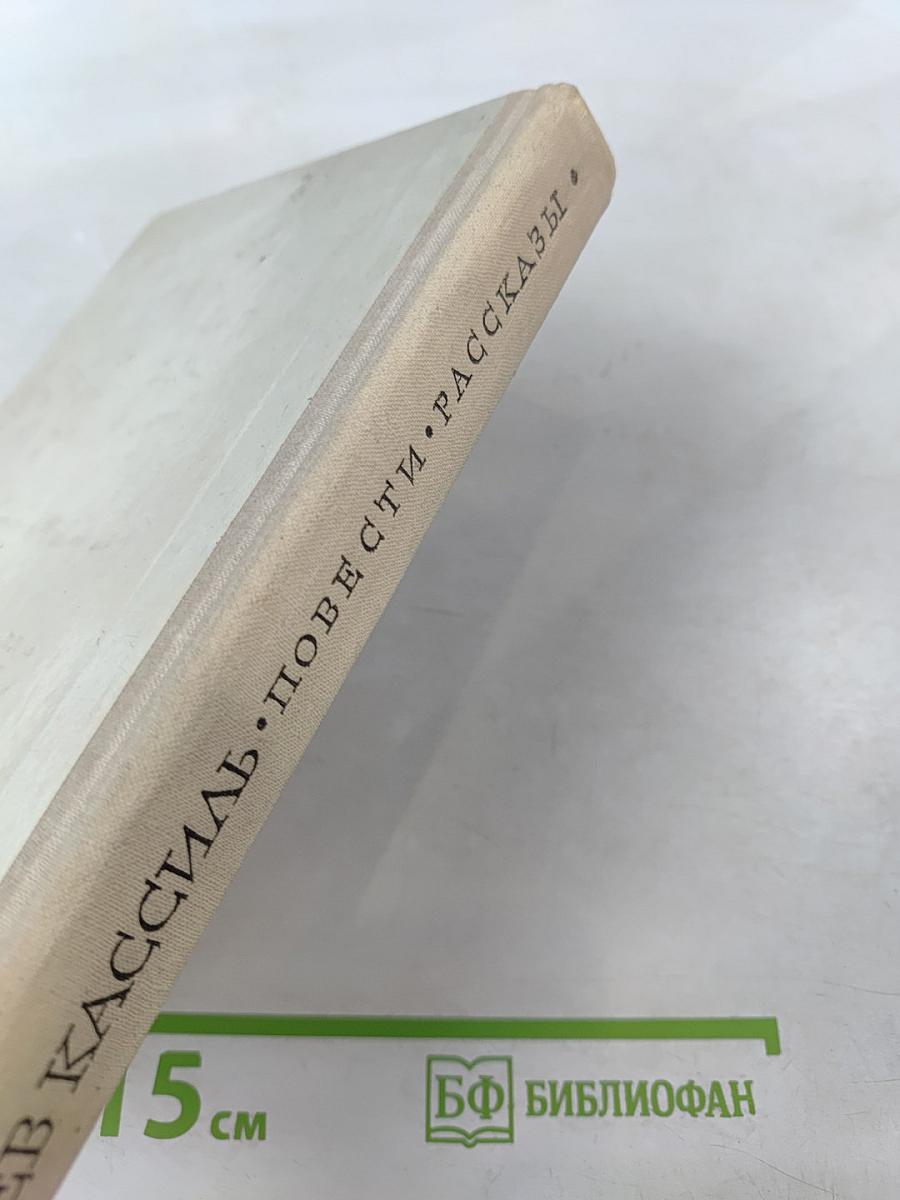 ЕВ КАССИЛЬ • ПОВЕСТИ • РАССКАЗЫ •
15 см
БФ БИБЛИОФАН